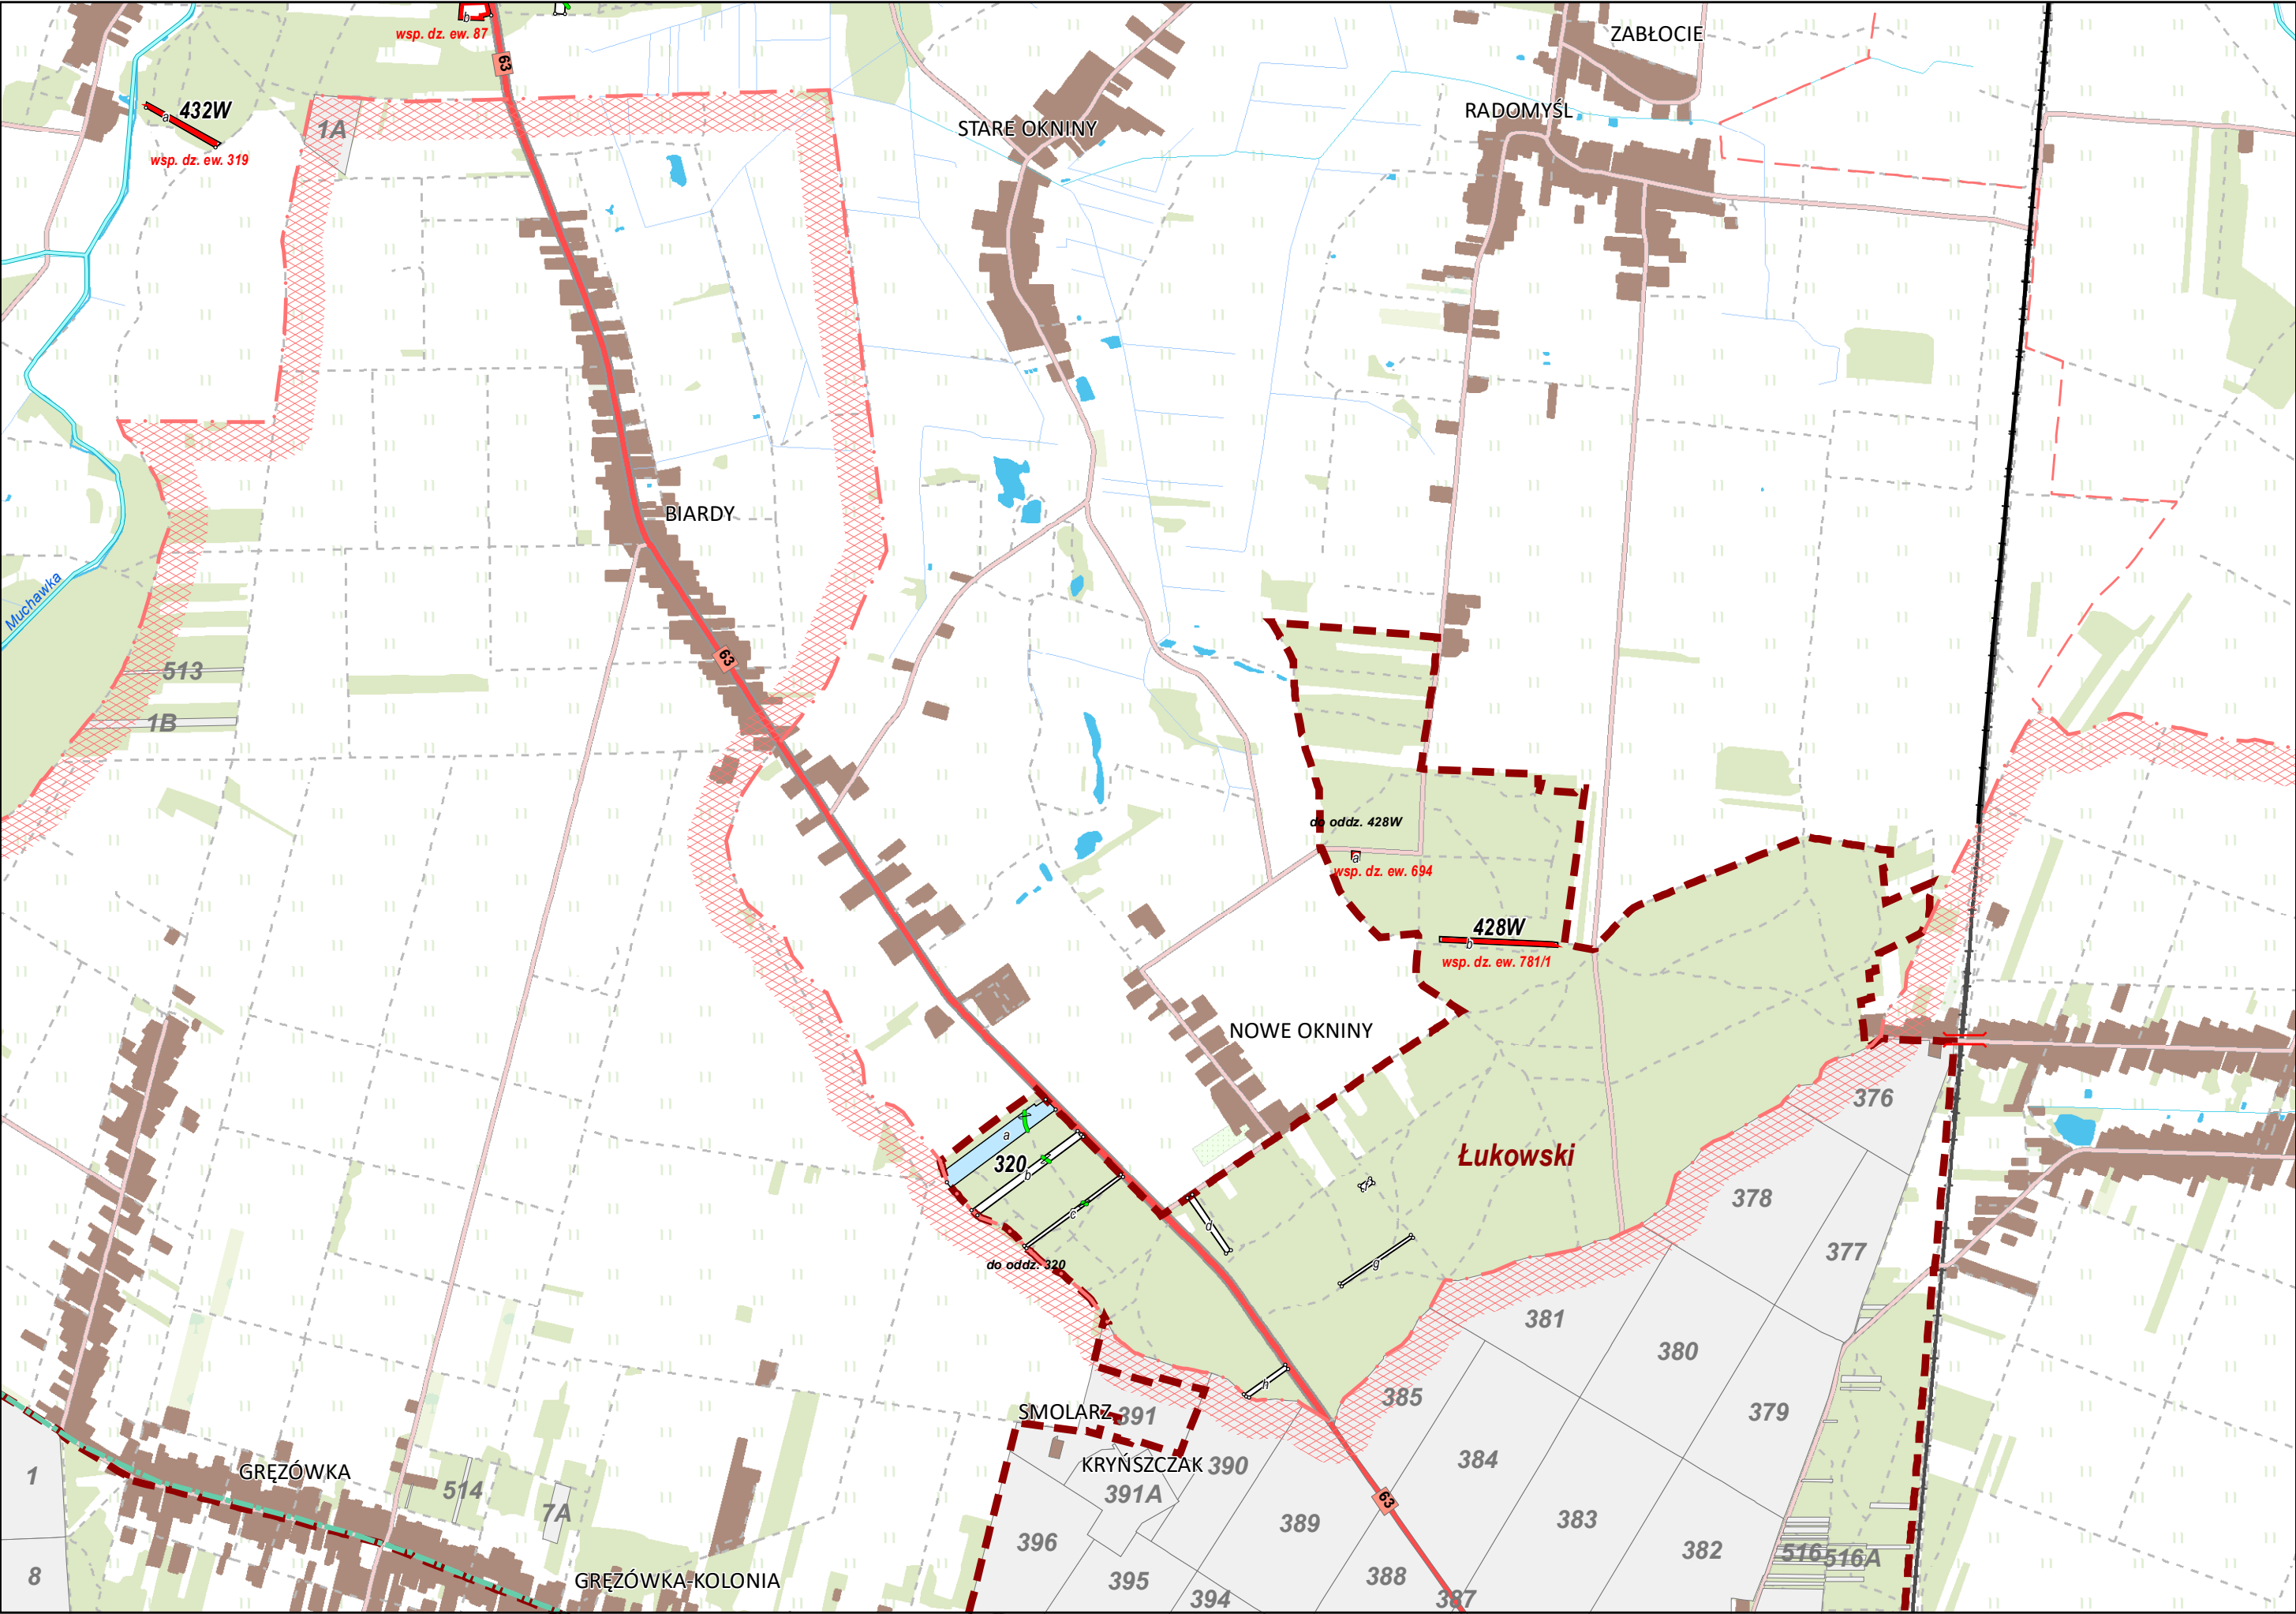 b
wsp. dz. ew. 87
63
ZABŁOCIE
432W
a
wsp. dz. ew. 319
1A
STARE OKNINY
RADOMYŚL
BIARDY
Muchawka
63
513
1B
do oddz. 428W
a
wsp. dz. ew. 694
428W
b
wsp. dz. ew. 781/1
NOWE OKNINY
376
a
320
b
c
d
f
g
h
Łukowski
378
377
do oddz. 320
381
380
385
379
SMOLARZ
391
KRYŃSZCZAK
390
384
391A
63
GRĘZÓWKA
1
514
7A
396
389
383
382
516
516A
8
GRĘZÓWKA-KOLONIA
395
394
388
387